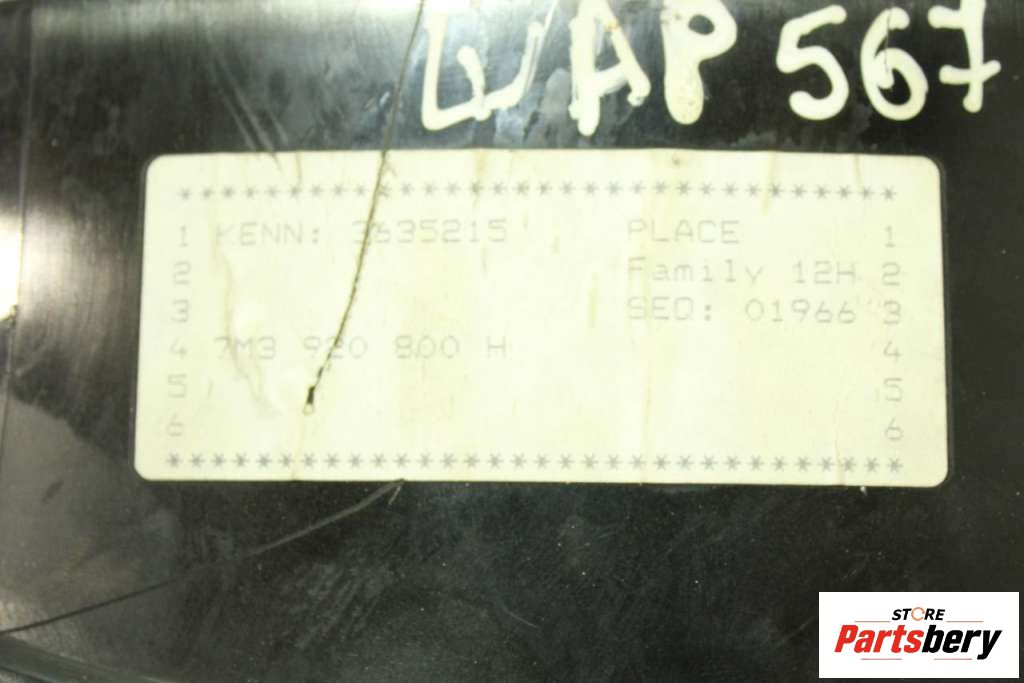 WAP 567
************************************
1 KENN: 3635215 PLACE 1
2 Family 12H 2
3 SEQ: 01966 3
4 7M3 920 800 H 4
5 5
6 6
************************************
STORE
Partsbery